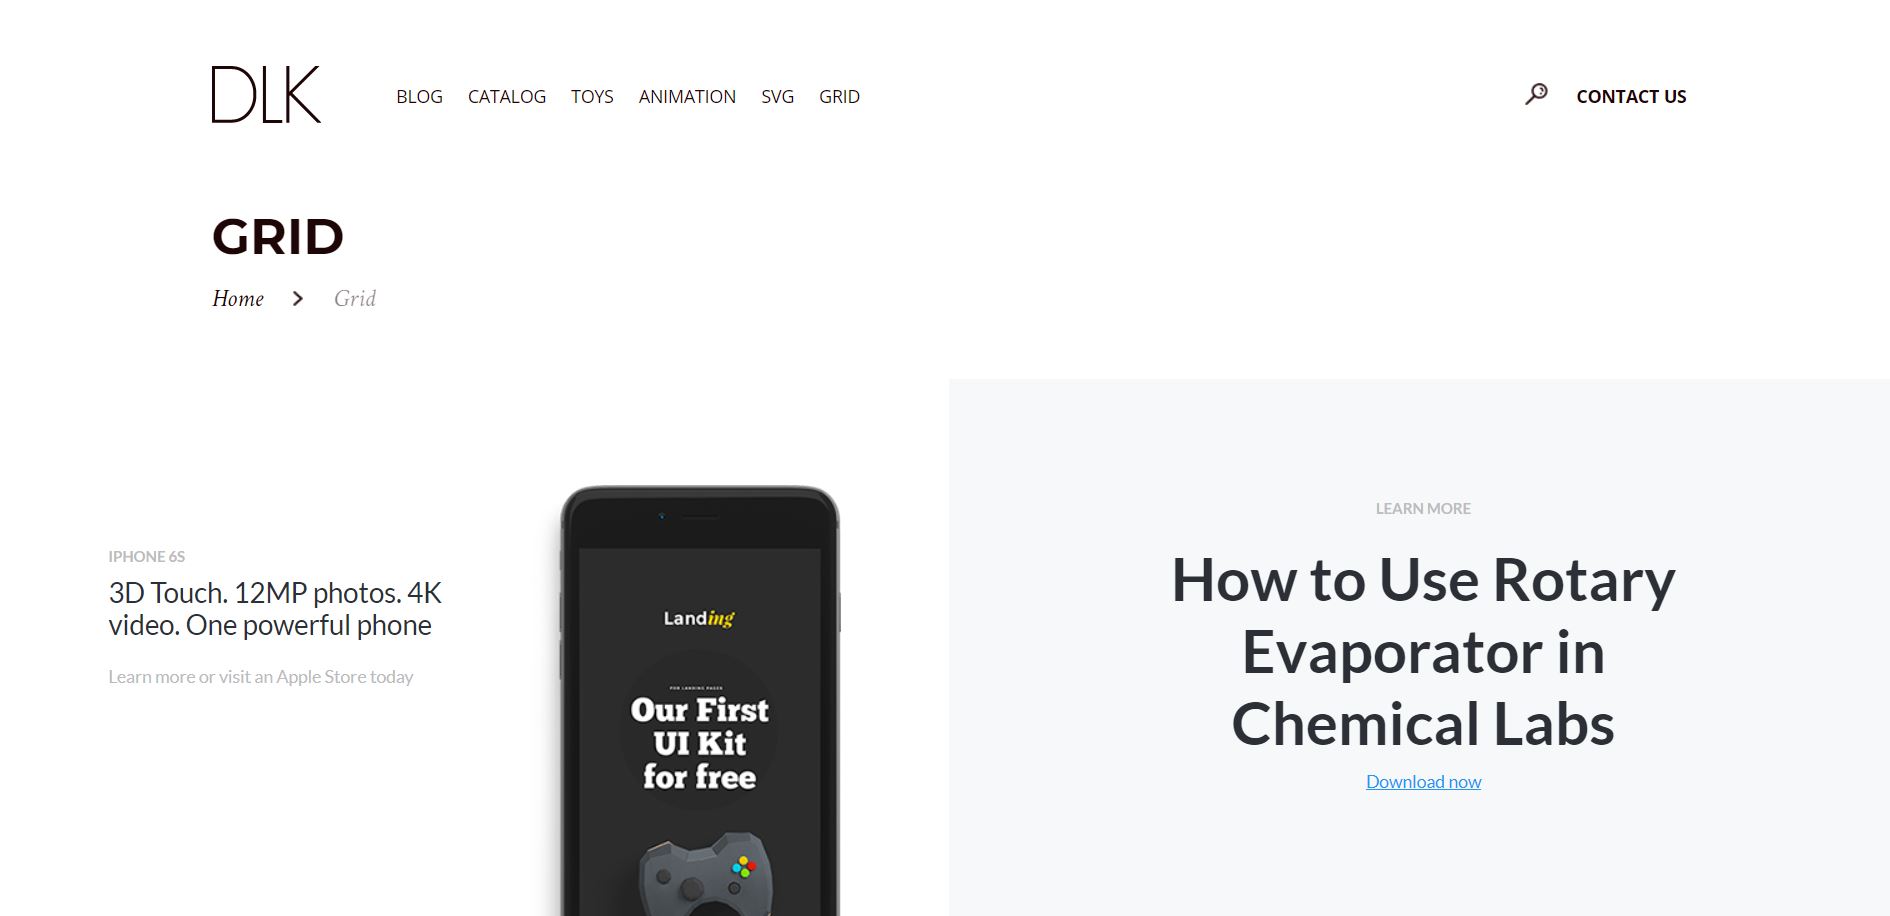 DLK
BLOG CATALOG TOYS ANIMATION SVG GRID
CONTACT US
GRID
Home > Grid
IPHONE 6S
3D Touch. 12MP photos. 4K
video. One powerful phone
Learn more or visit an Apple Store today
Landing
FOR LANDING PAGES
Our First
UI Kit
for free
LEARN MORE
How to Use Rotary
Evaporator in
Chemical Labs
Download now